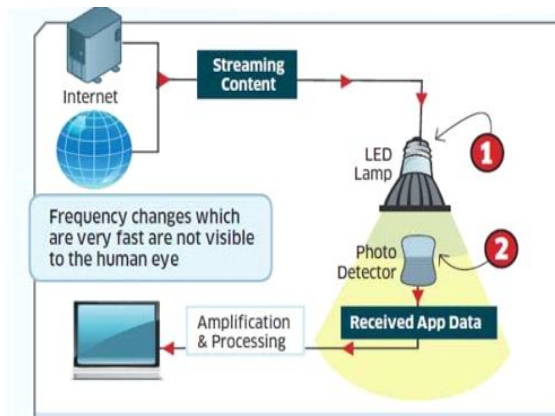 Internet
Streaming
Content
LED
Lamp
1
Frequency changes which
are very fast are not visible
to the human eye
Photo
Detector
2
Amplification
& Processing
Received App Data